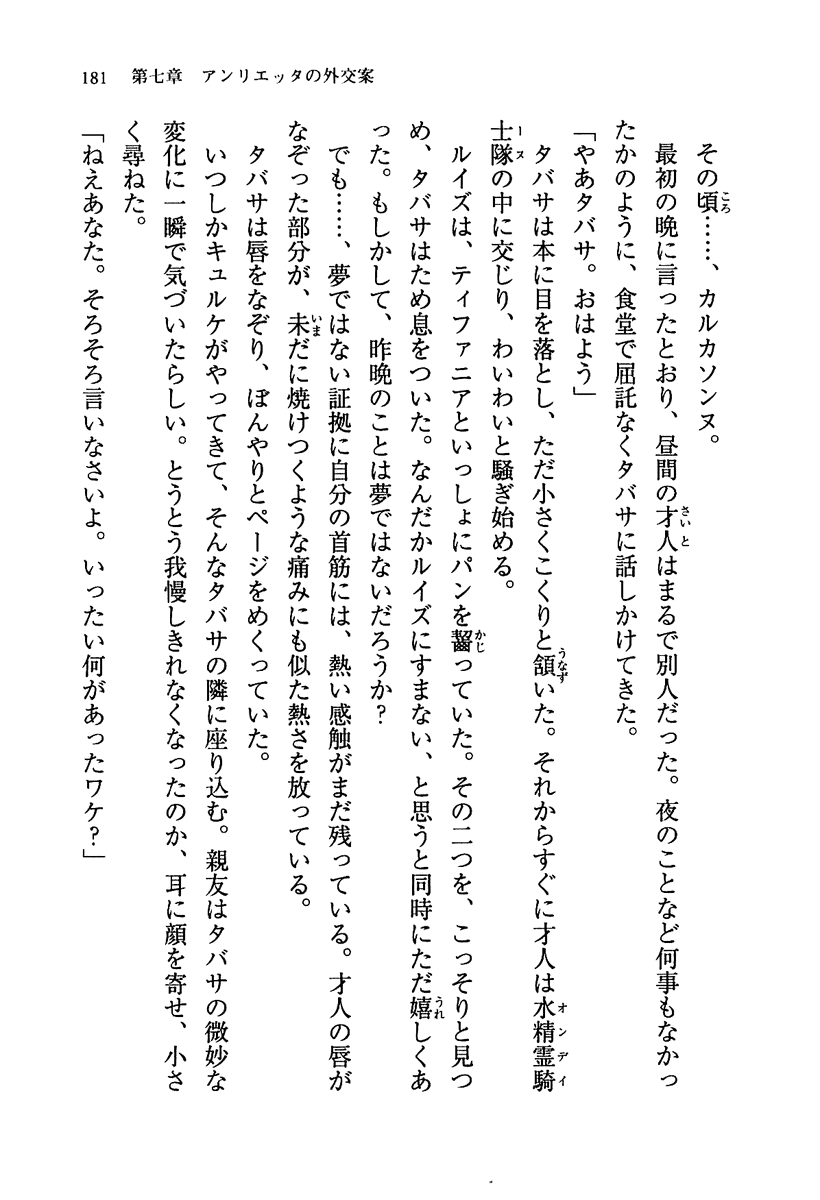 181　第七章　アンリエッタの外交案
その頃……、カルカソンヌ。
最初の晩に言ったとおり、昼間の才人はまるで別人だった。夜のことなど何事もなかっ
たかのように、食堂で屈託なくタバサに話しかけてきた。
「やあタバサ。おはよう」
タバサは本に目を落とし、ただ小さくこくりと頷いた。それからすぐに才人は水精霊騎
士隊の中に交じり、わいわいと騒ぎ始める。
ルイズは、ティファニアといっしょにパンを齧っていた。その二つを、こっそりと見つ
め、タバサはため息をついた。なんだかルイズにすまない、と思うと同時にただ嬉しくあ
った。もしかして、昨晩のことは夢ではないだろうか？
でも……、夢ではない証拠に自分の首筋には、熱い感触がまだ残っている。才人の唇が
なぞった部分が、未だに焼けつくような痛みにも似た熱さを放っている。
タバサは唇をなぞり、ぼんやりとページをめくっていた。
いつしかキュルケがやってきて、そんなタバサの隣に座り込む。親友はタバサの微妙な
変化に一瞬で気づいたらしい。とうとう我慢しきれなくなったのか、耳に顔を寄せ、小さ
く尋ねた。
「ねえあなた。そろそろ言いなさいよ。いったい何があったワケ？」